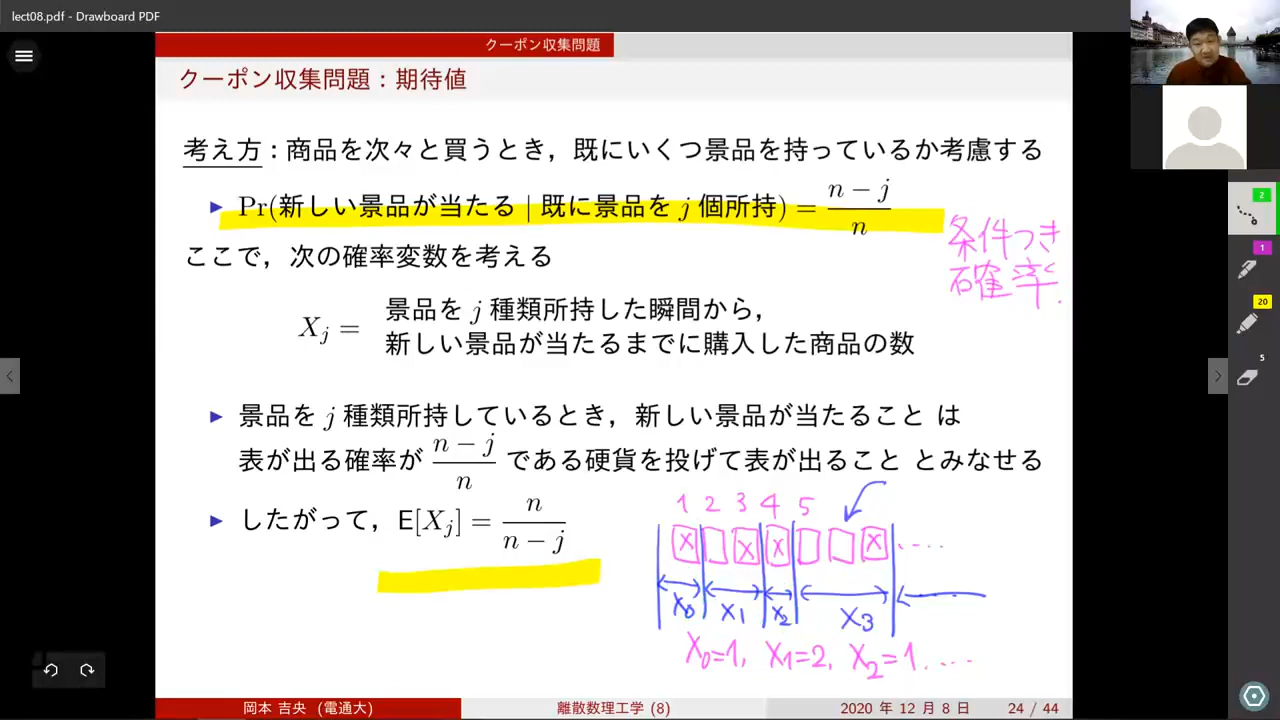 lect08.pdf - Drawboard PDF
クーポン収集問題
クーポン収集問題：期待値
考え方：商品を次々と買うとき，既にいくつ景品を持っているか考慮する
▶ Pr(新しい景品が当たる | 既に景品を j 個所持) = n − j / n
条件つき
確率.
ここで，次の確率変数を考える
X_j = 景品を j 種類所持した瞬間から，
新しい景品が当たるまでに購入した商品の数
▶ 景品を j 種類所持しているとき，新しい景品が当たること は
表が出る確率が n − j / n である硬貨を投げて表が出ること とみなせる
▶ したがって，E[X_j] = n / n − j
1 2 3 4 5
X X X X ....
X0 X1 X2 X3
X0=1, X1=2, X2=1 ....
岡本 吉央 (電通大) 離散数理工学 (8) 2020 年 12 月 8 日 24 / 44
2
1
20
5